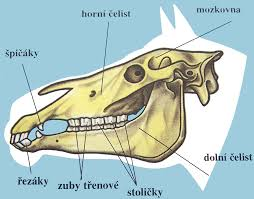 mozkovna
horní čelist
špičáky
dolní čelist
řezáky
zuby třenové
stoličky